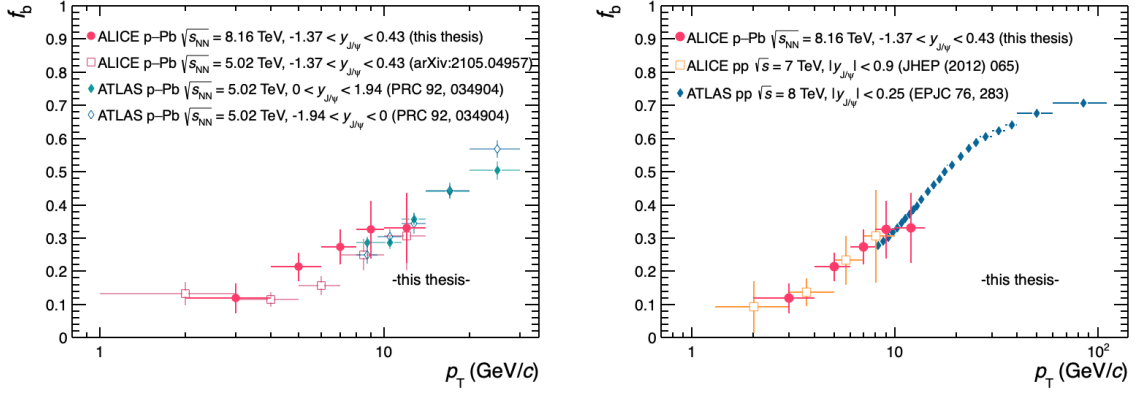 f_b
1
0.9
0.8
0.7
0.6
0.5
0.4
0.3
0.2
0.1
0
ALICE p–Pb √s_NN = 8.16 TeV, -1.37 < y_J/ψ < 0.43 (this thesis)
ALICE p–Pb √s_NN = 5.02 TeV, -1.37 < y_J/ψ < 0.43 (arXiv:2105.04957)
ATLAS p–Pb √s_NN = 5.02 TeV, 0 < y_J/ψ < 1.94 (PRC 92, 034904)
ATLAS p–Pb √s_NN = 5.02 TeV, -1.94 < y_J/ψ < 0 (PRC 92, 034904)
-this thesis-
1 10
p_T (GeV/c)
f_b
1
0.9
0.8
0.7
0.6
0.5
0.4
0.3
0.2
0.1
0
ALICE p–Pb √s_NN = 8.16 TeV, -1.37 < y_J/ψ < 0.43 (this thesis)
ALICE pp √s = 7 TeV, |y_J/ψ| < 0.9 (JHEP (2012) 065)
ATLAS pp √s = 8 TeV, |y_J/ψ| < 0.25 (EPJC 76, 283)
-this thesis-
1 10 10²
p_T (GeV/c)